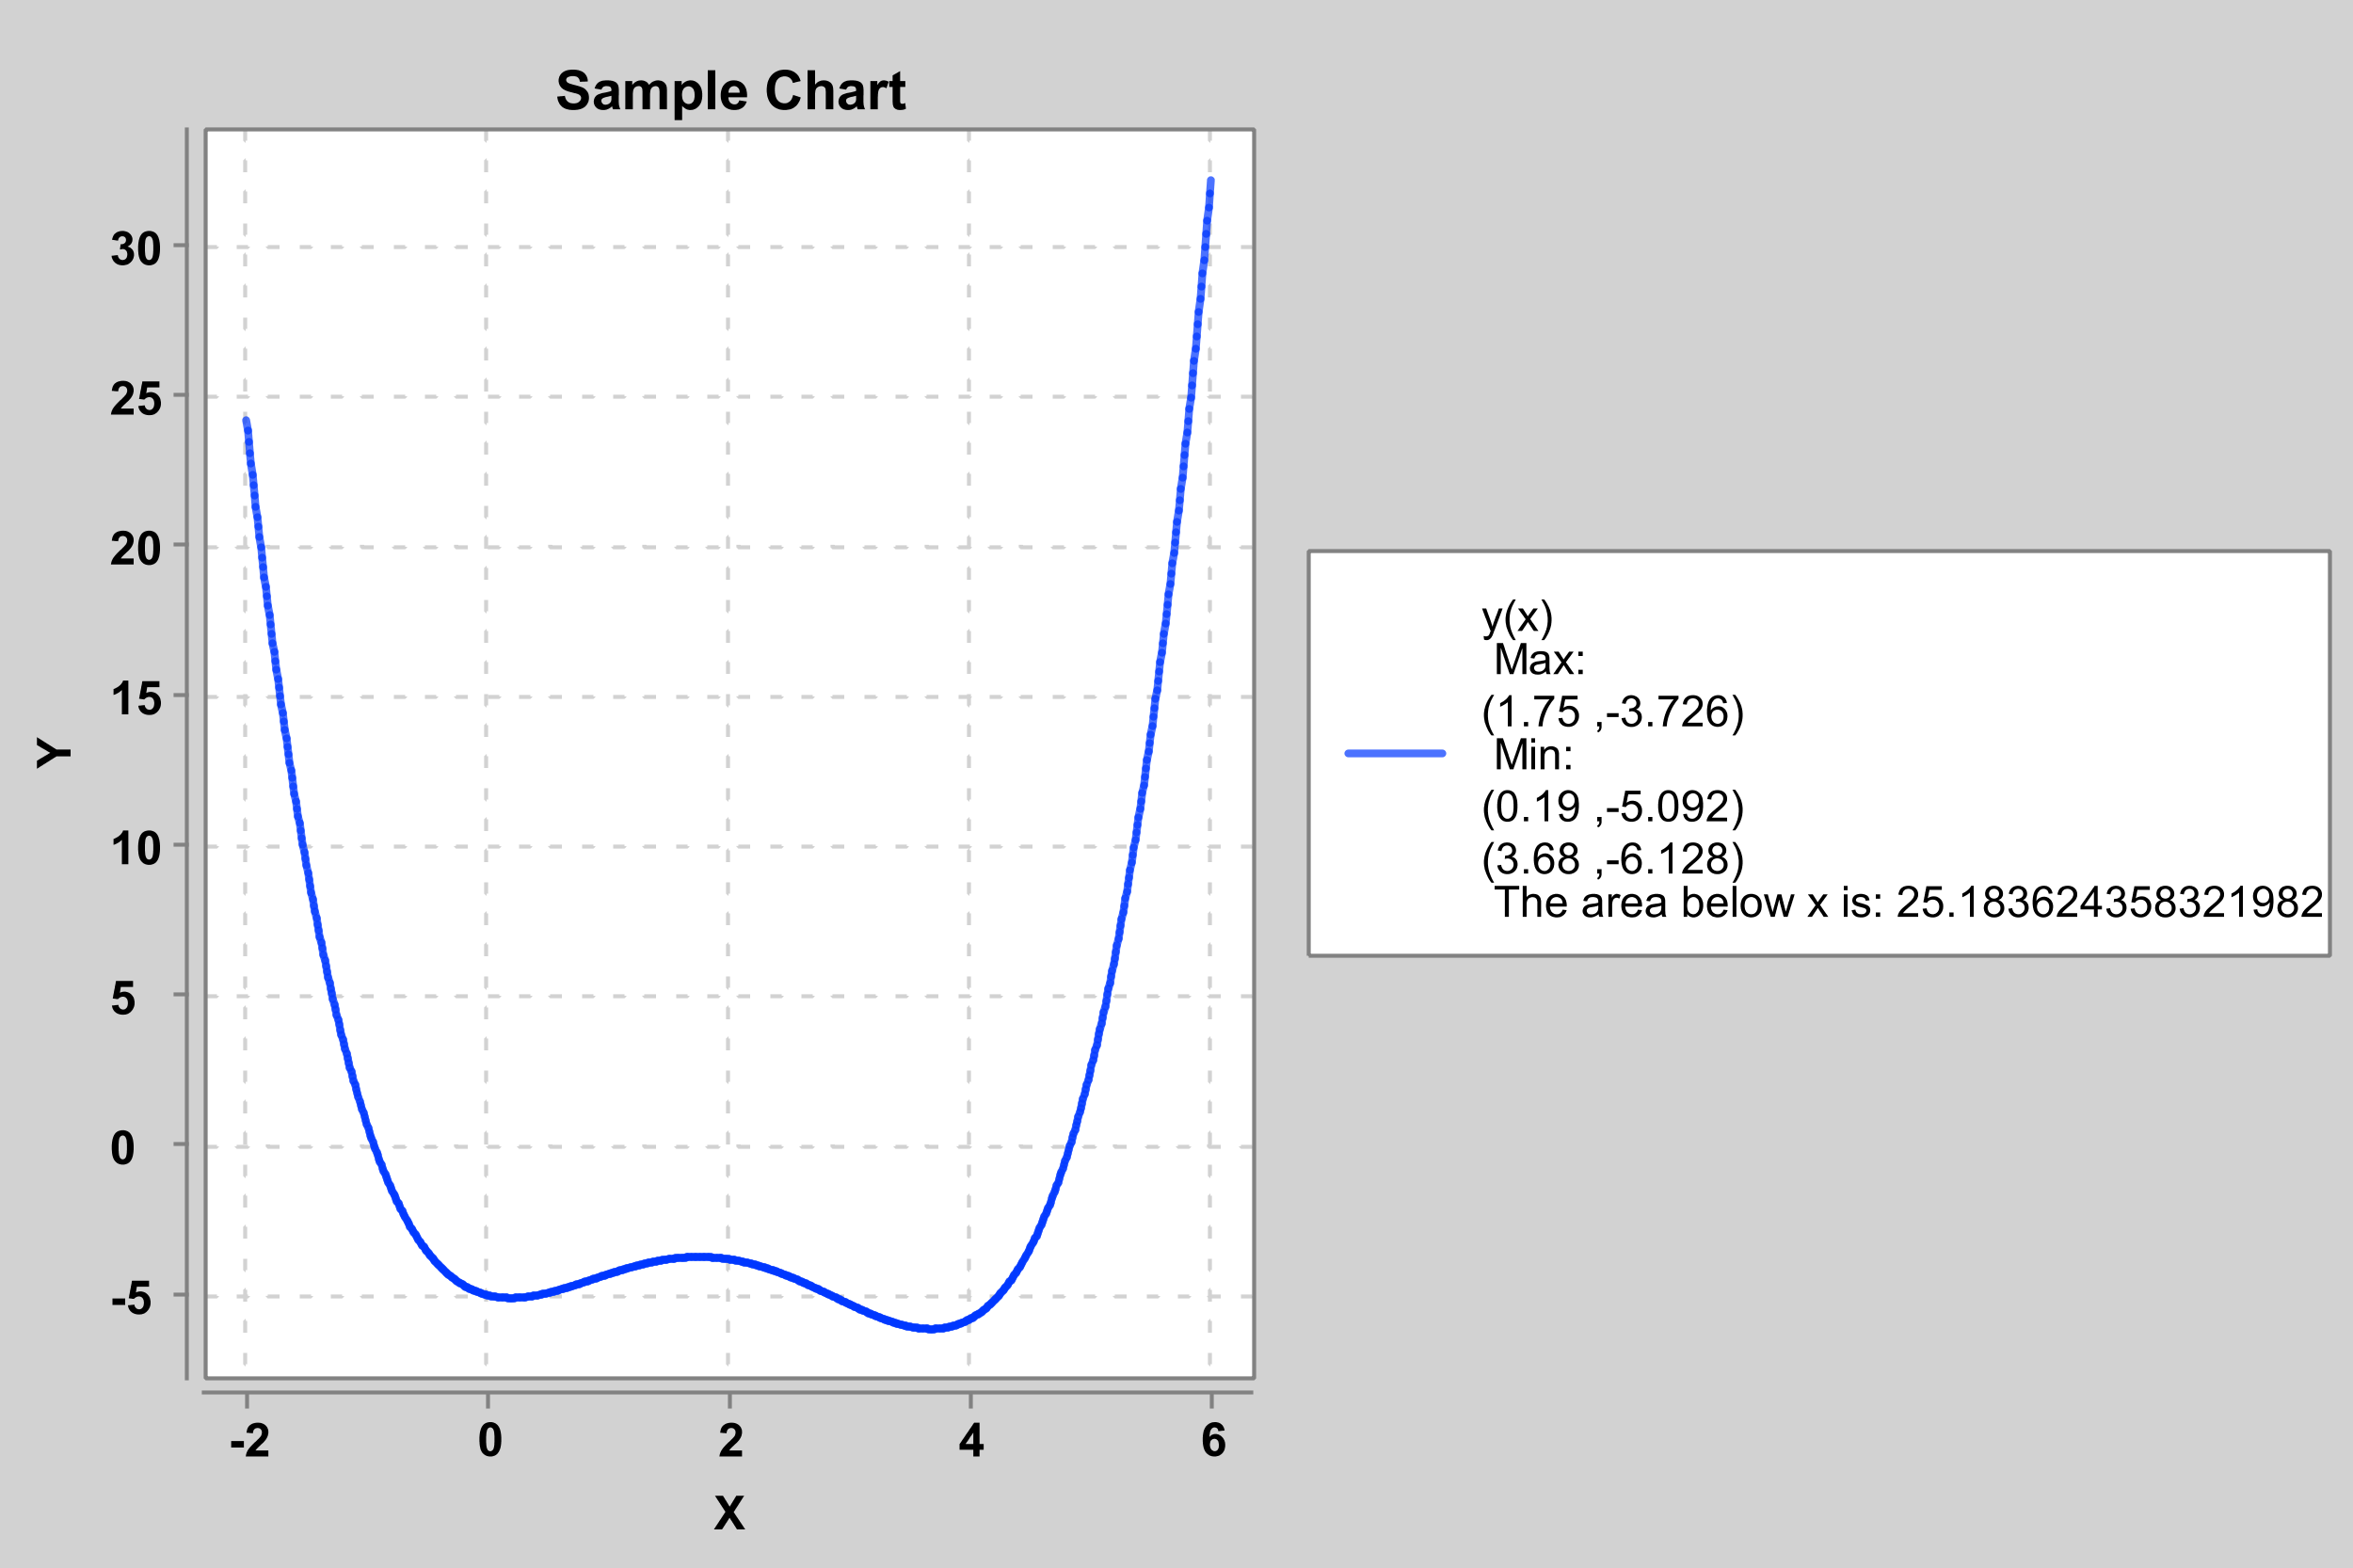 Sample Chart
30
25
20
15
10
5
0
-5
Y
-2 0 2 4 6
X
y(x)
Max:
(1.75 ,-3.726)
Min:
(0.19 ,-5.092)
(3.68 ,-6.128)
The area below x is: 25.183624358321982